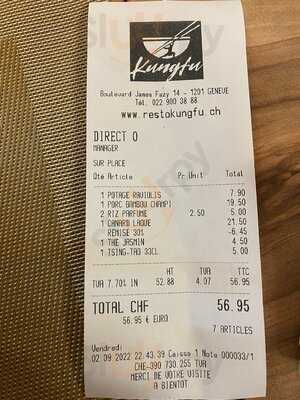 Kungfu
Boulevard James Fazy 14 - 1201 GENEVE
Tél. 022 900 38 88
www.restokungfu.ch
DIRECT 0
MANAGER
SUR PLACE
Qté Article Pr Unit Total
1 POTAGE RAVIOLIS 7.90
1 PORC BAMBOU CHAMPI 19.50
2 RIZ PARFUME 2.50 5.00
1 CANARD LAQUE 21.50
REMISE 30% -6.45
1 THE JASMIN 4.50
1 TSING-TAO 33CL 5.00
HT TVA TTC
TVA 7.70% IN 52.88 4.07 56.95
TOTAL CHF 56.95
56.95 € EURO
7 ARTICLES
Vendredi
02.09.2022 22.43.39 Caisse 1 Note 000033/1
CHE-390 730.255 TVA
MERCI DE VOTRE VISITE
A BIENTOT